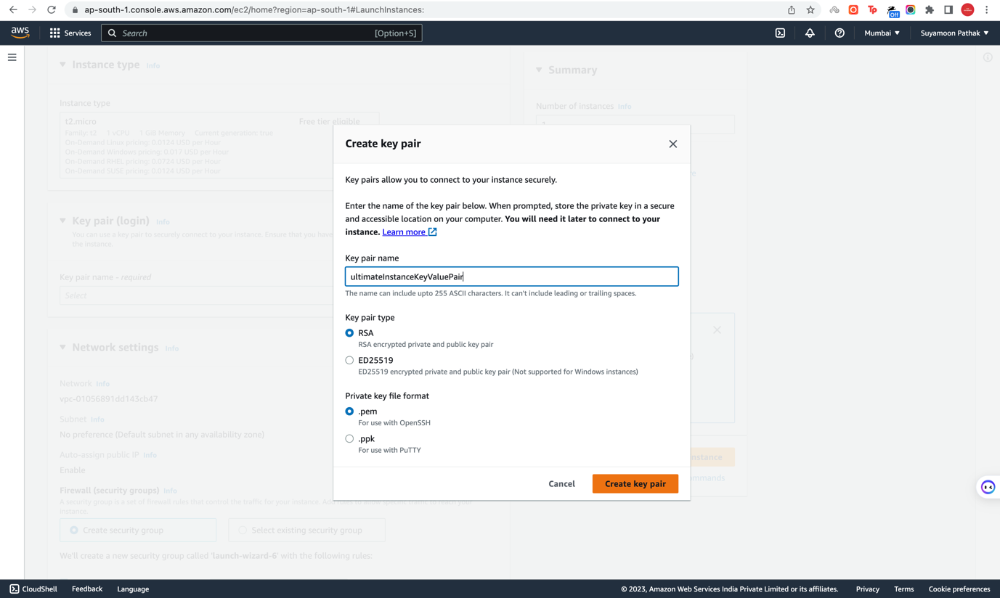 ap-south-1.console.aws.amazon.com/ec2/home?region=ap-south-1#LaunchInstances:
Off
aws
Services
Search
[Option+S]
Mumbai ▼
Suyamoon Pathak ▼
Instance type Info
Instance type
t2.micro
Free tier eligible
Family: t2 1 vCPU 1 GiB Memory Current generation: true
On-Demand Linux pricing: 0.0124 USD per Hour
On-Demand Windows pricing: 0.017 USD per Hour
On-Demand RHEL pricing: 0.0724 USD per Hour
On-Demand SUSE pricing: 0.0124 USD per Hour
Key pair (login) Info
You can use a key pair to securely connect to your instance. Ensure that you have
the instance.
Key pair name - required
Select
Network settings Info
Network Info
vpc-01056891dd143cb47
Subnet Info
No preference (Default subnet in any availability zone)
Auto-assign public IP Info
Enable
Firewall (security groups) Info
A security group is a set of firewall rules that control the traffic for your instance. Add rules to allow specific traffic to reach your
instance.
Create security group
Select existing security group
We'll create a new security group called 'launch-wizard-6' with the following rules:
Summary
Number of instances Info
1
nstance
mmands
Create key pair
Key pairs allow you to connect to your instance securely.
Enter the name of the key pair below. When prompted, store the private key in a secure
and accessible location on your computer. You will need it later to connect to your
instance. Learn more
Key pair name
ultimateInstanceKeyValuePair
The name can include upto 255 ASCII characters. It can't include leading or trailing spaces.
Key pair type
RSA
RSA encrypted private and public key pair
ED25519
ED25519 encrypted private and public key pair (Not supported for Windows instances)
Private key file format
.pem
For use with OpenSSH
.ppk
For use with PuTTY
Cancel
Create key pair
CloudShell
Feedback
Language
© 2023, Amazon Web Services India Private Limited or its affiliates.
Privacy
Terms
Cookie preferences